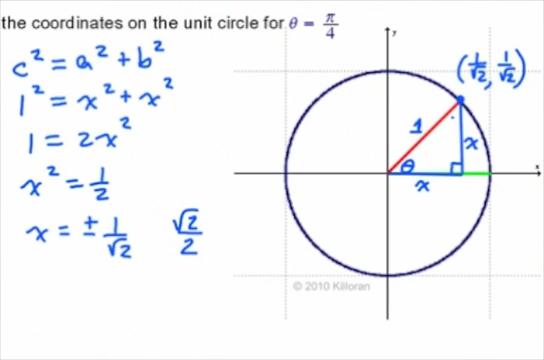 the coordinates on the unit circle for θ = π/4
c² = a² + b²
1² = x² + x²
1 = 2x²
x² = 1/2
x = ± 1/√2   √2/2
y
(1/√2, 1/√2)
1
x
θ
x
x
© 2010 Killoran